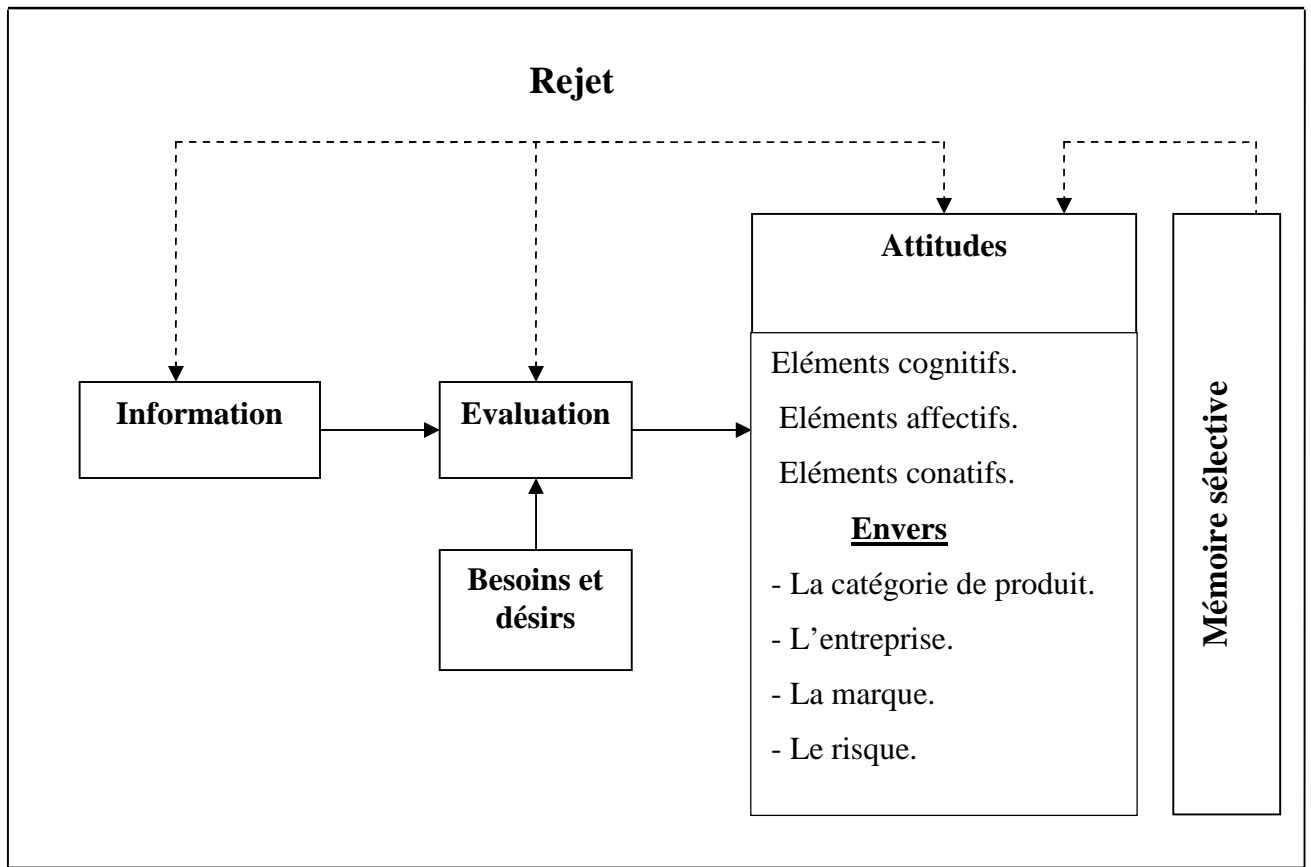 Rejet
Attitudes
Information
Evaluation
Besoins et
désirs
Eléments cognitifs.
Eléments affectifs.
Eléments conatifs.
Envers
- La catégorie de produit.
- L’entreprise.
- La marque.
- Le risque.
Mémoire sélective